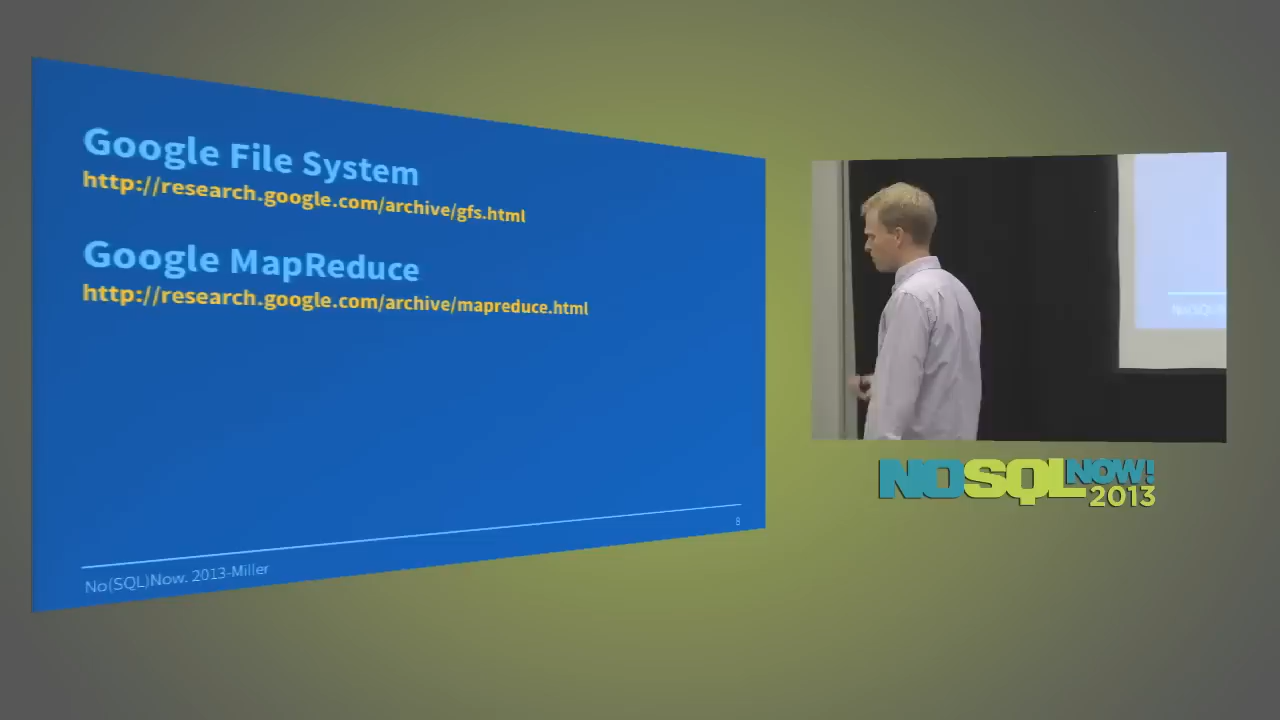 Google File System
http://research.google.com/archive/gfs.html
Google MapReduce
http://research.google.com/archive/mapreduce.html
8
No(SQL)Now. 2013-Miller
NOSQL NOW!
2013